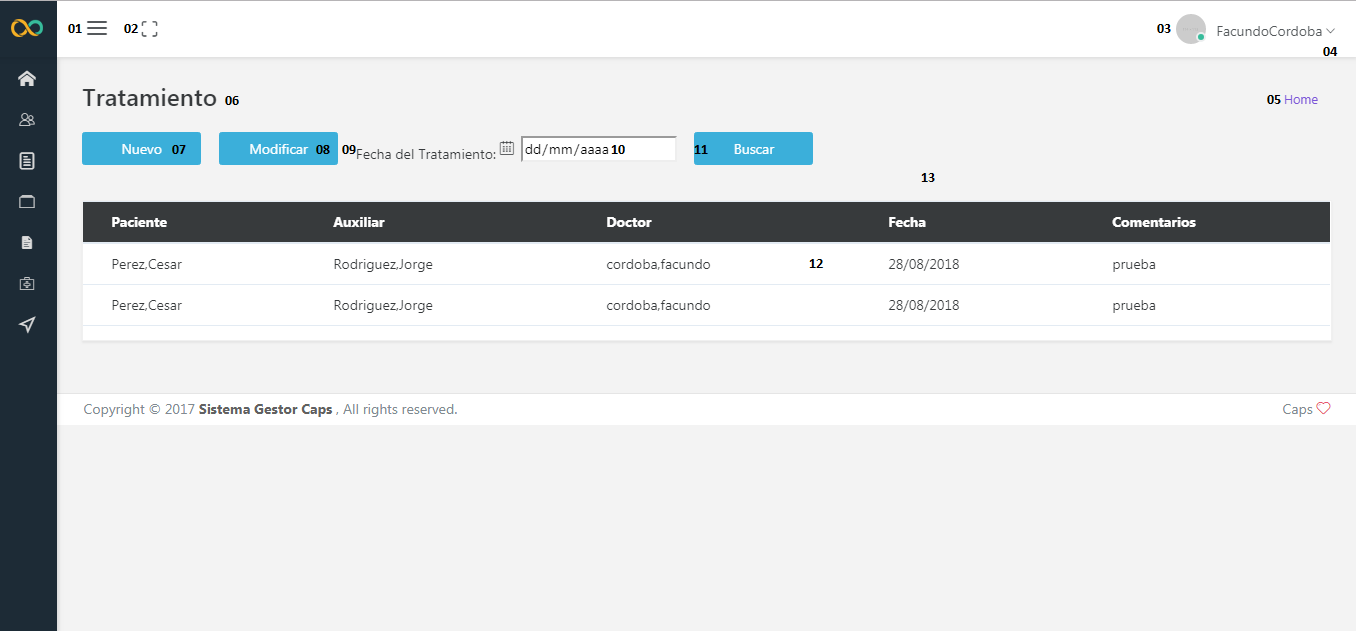 01 02 03 FacundoCordoba
04
Tratamiento 06 05 Home
Nuevo 07 Modificar 08 09 Fecha del Tratamiento: dd/mm/aaaa 10 11 Buscar
13
Paciente Auxiliar Doctor Fecha Comentarios
Perez,Cesar Rodriguez,Jorge cordoba,facundo 12 28/08/2018 prueba
Perez,Cesar Rodriguez,Jorge cordoba,facundo 28/08/2018 prueba
Copyright © 2017 Sistema Gestor Caps , All rights reserved. Caps